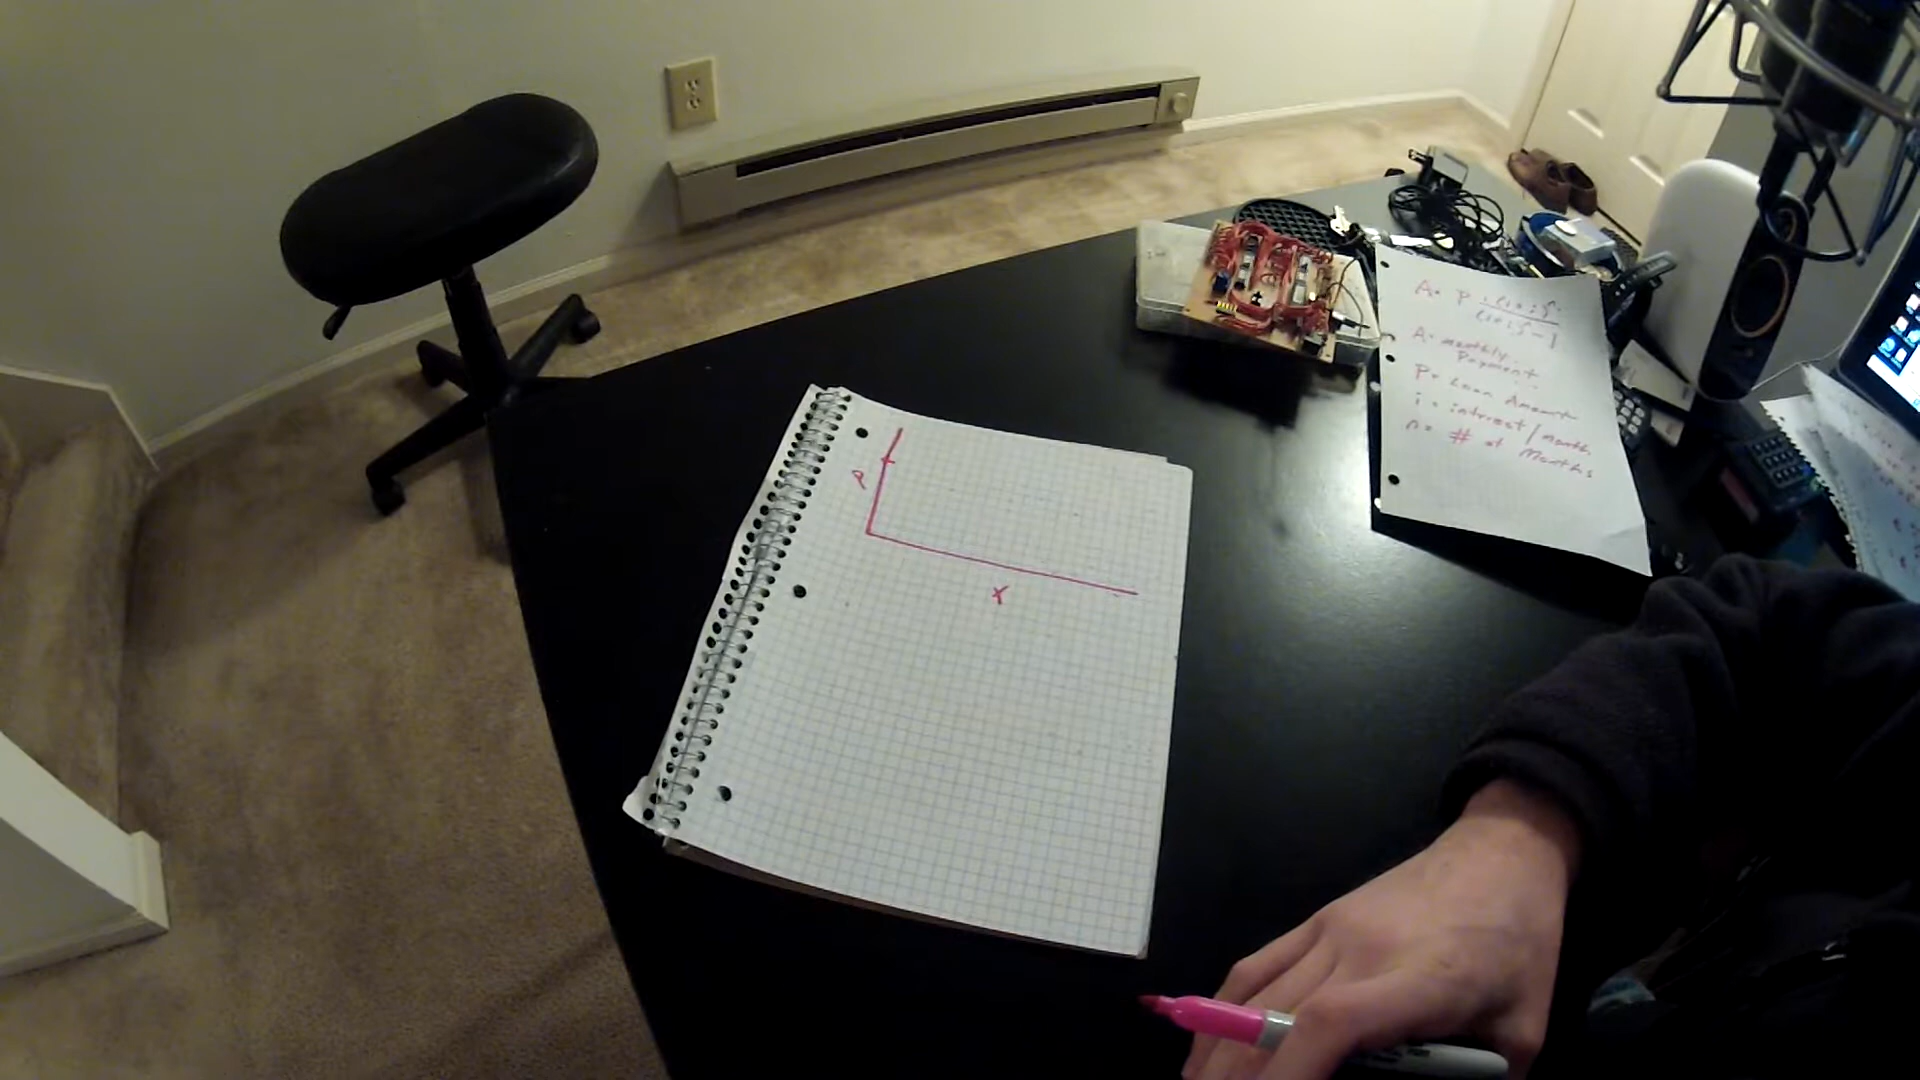 P
X
A= P i(1+i)ⁿ
(1+i)ⁿ-1
A= monthly
Payment
P= Loan Amount
i= interest/month
n= # of Months